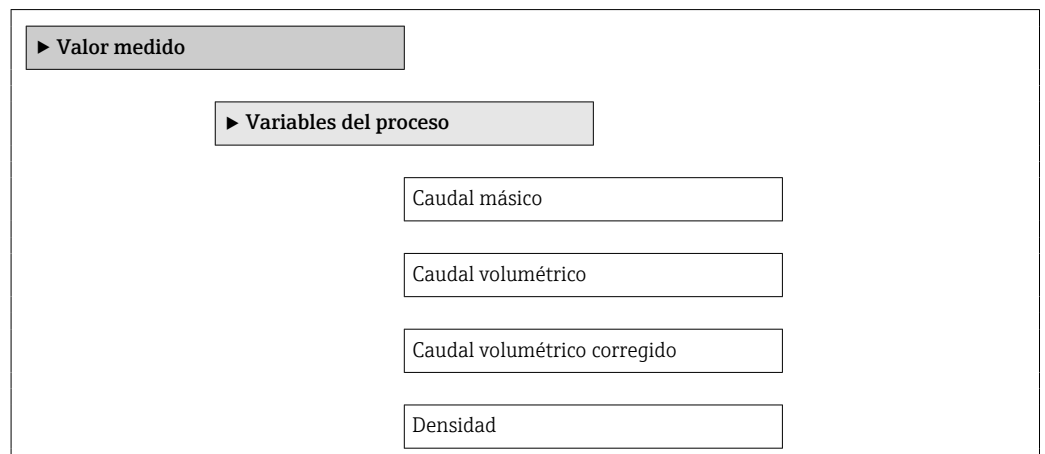 ▶ Valor medido
▶ Variables del proceso
Caudal másico
Caudal volumétrico
Caudal volumétrico corregido
Densidad